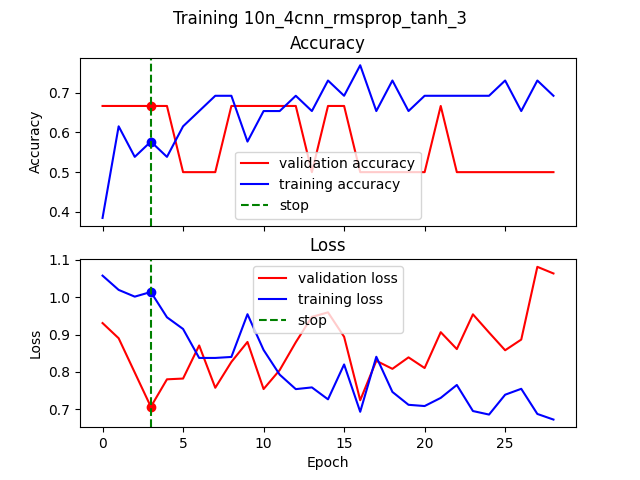 Training 10n_4cnn_rmsprop_tanh_3
Accuracy
0.7
0.6
0.5
0.4
Accuracy
validation accuracy
training accuracy
stop
Loss
1.1
1.0
0.9
0.8
0.7
Loss
validation loss
training loss
stop
0 5 10 15 20 25
Epoch